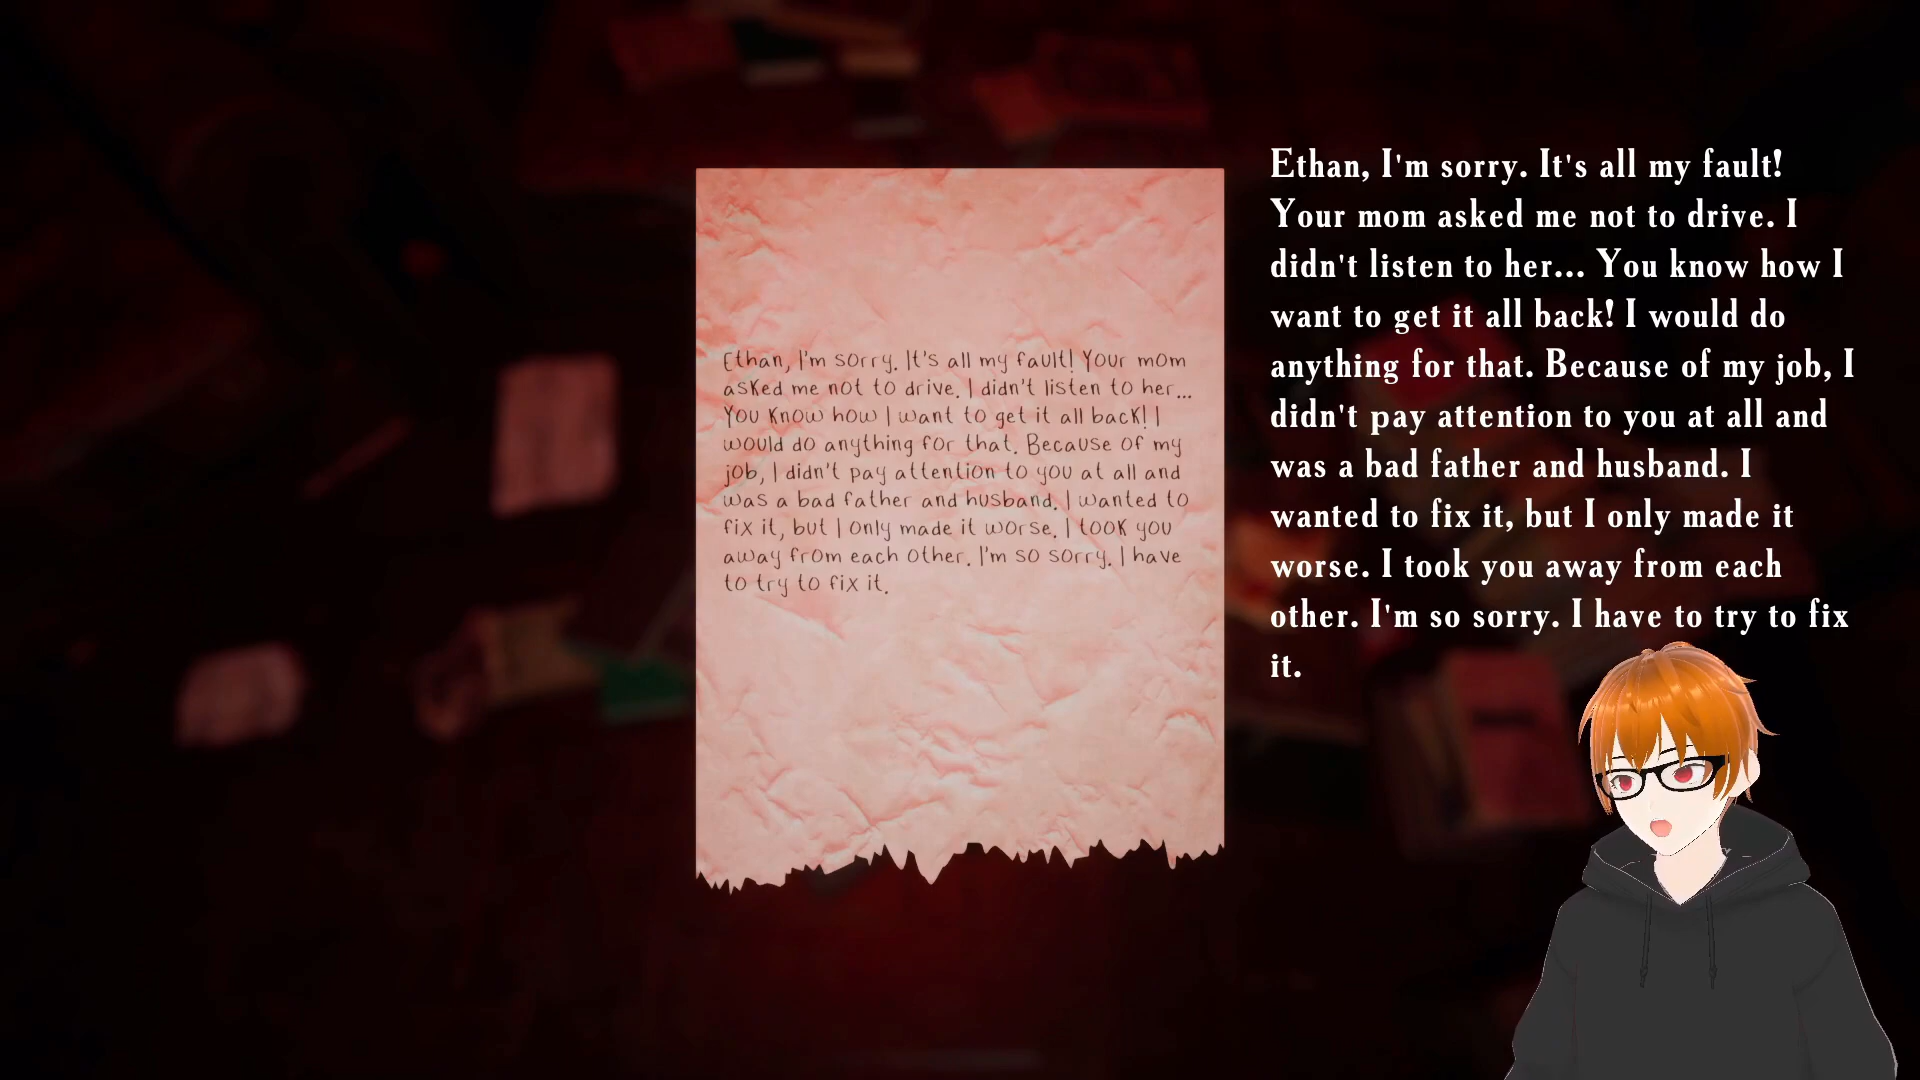 Ethan, I'm sorry. It's all my fault! Your mom
asked me not to drive. I didn't listen to her...
You know how I want to get it all back! I
would do anything for that. Because of my
job, I didn't pay attention to you at all and
was a bad father and husband. I wanted to
fix it, but I only made it worse. I took you
away from each other. I'm so sorry. I have
to try to fix it.
Ethan, I'm sorry. It's all my fault!
Your mom asked me not to drive. I
didn't listen to her... You know how I
want to get it all back! I would do
anything for that. Because of my job, I
didn't pay attention to you at all and
was a bad father and husband. I
wanted to fix it, but I only made it
worse. I took you away from each
other. I'm so sorry. I have to try to fix
it.